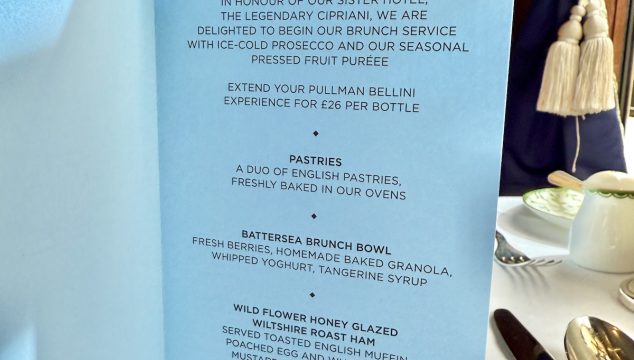 IN HONOUR OF OUR SISTER HOTEL,
THE LEGENDARY CIPRIANI, WE ARE
DELIGHTED TO BEGIN OUR BRUNCH SERVICE
WITH ICE-COLD PROSECCO AND OUR SEASONAL
PRESSED FRUIT PURÉEE
EXTEND YOUR PULLMAN BELLINI
EXPERIENCE FOR £26 PER BOTTLE
PASTRIES
A DUO OF ENGLISH PASTRIES,
FRESHLY BAKED IN OUR OVENS
BATTERSEA BRUNCH BOWL
FRESH BERRIES, HOMEMADE BAKED GRANOLA,
WHIPPED YOGHURT, TANGERINE SYRUP
WILD FLOWER HONEY GLAZED
WILTSHIRE ROAST HAM
SERVED TOASTED ENGLISH MUFFIN,
POACHED EGG AND